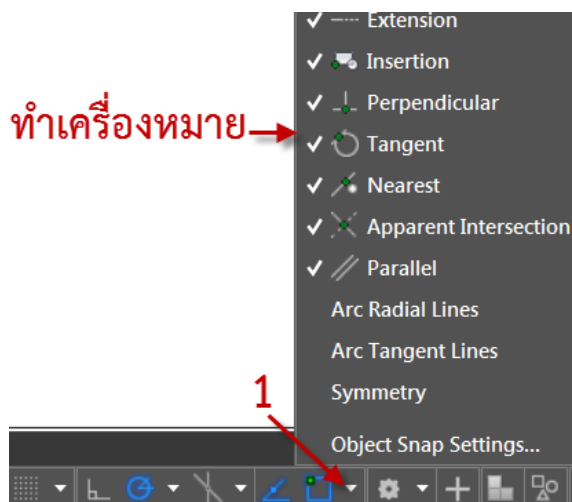 Extension
Insertion
Perpendicular
ทำเครื่องหมาย
Tangent
Nearest
Apparent Intersection
Parallel
Arc Radial Lines
Arc Tangent Lines
Symmetry
1
Object Snap Settings...